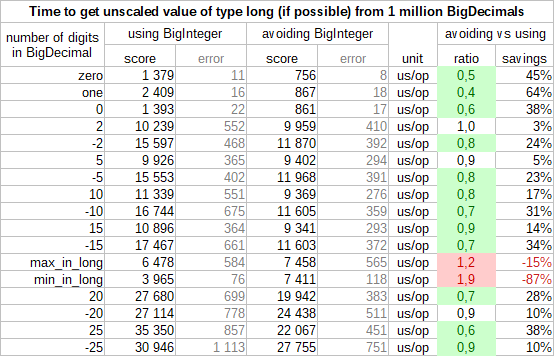 Time to get unscaled value of type long (if possible) from 1 million BigDecimals
number of digits in BigDecimal using BigInteger avoiding BigInteger unit avoiding vs using
score error score error ratio savings
zero 1 379 11 756 8 us/op 0,5 45%
one 2 409 16 867 18 us/op 0,4 64%
0 1 393 22 861 17 us/op 0,6 38%
2 10 239 552 9 959 410 us/op 1,0 3%
-2 15 597 468 11 870 392 us/op 0,8 24%
5 9 926 365 9 402 294 us/op 0,9 5%
-5 15 553 402 11 968 391 us/op 0,8 23%
10 11 339 551 9 369 276 us/op 0,8 17%
-10 16 744 675 11 605 359 us/op 0,7 31%
15 10 896 364 9 341 293 us/op 0,9 14%
-15 17 467 661 11 603 372 us/op 0,7 34%
max_in_long 6 478 584 7 458 565 us/op 1,2 -15%
min_in_long 3 965 76 7 411 118 us/op 1,9 -87%
20 27 680 699 19 942 383 us/op 0,7 28%
-20 27 114 778 24 438 511 us/op 0,9 10%
25 35 350 857 22 067 451 us/op 0,6 38%
-25 30 946 1 113 27 755 751 us/op 0,9 10%